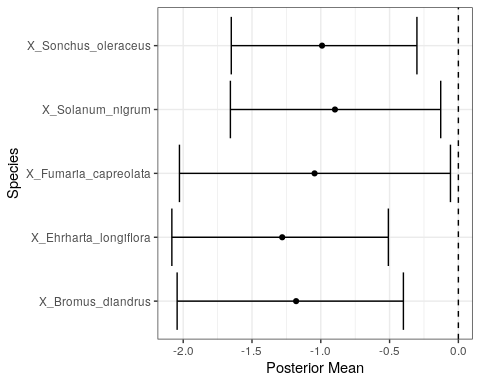 X_Sonchus_oleraceus
X_Solanum_nigrum
X_Fumaria_capreolata
X_Ehrharta_longiflora
X_Bromus_diandrus
Species
-2.0 -1.5 -1.0 -0.5 0.0
Posterior Mean